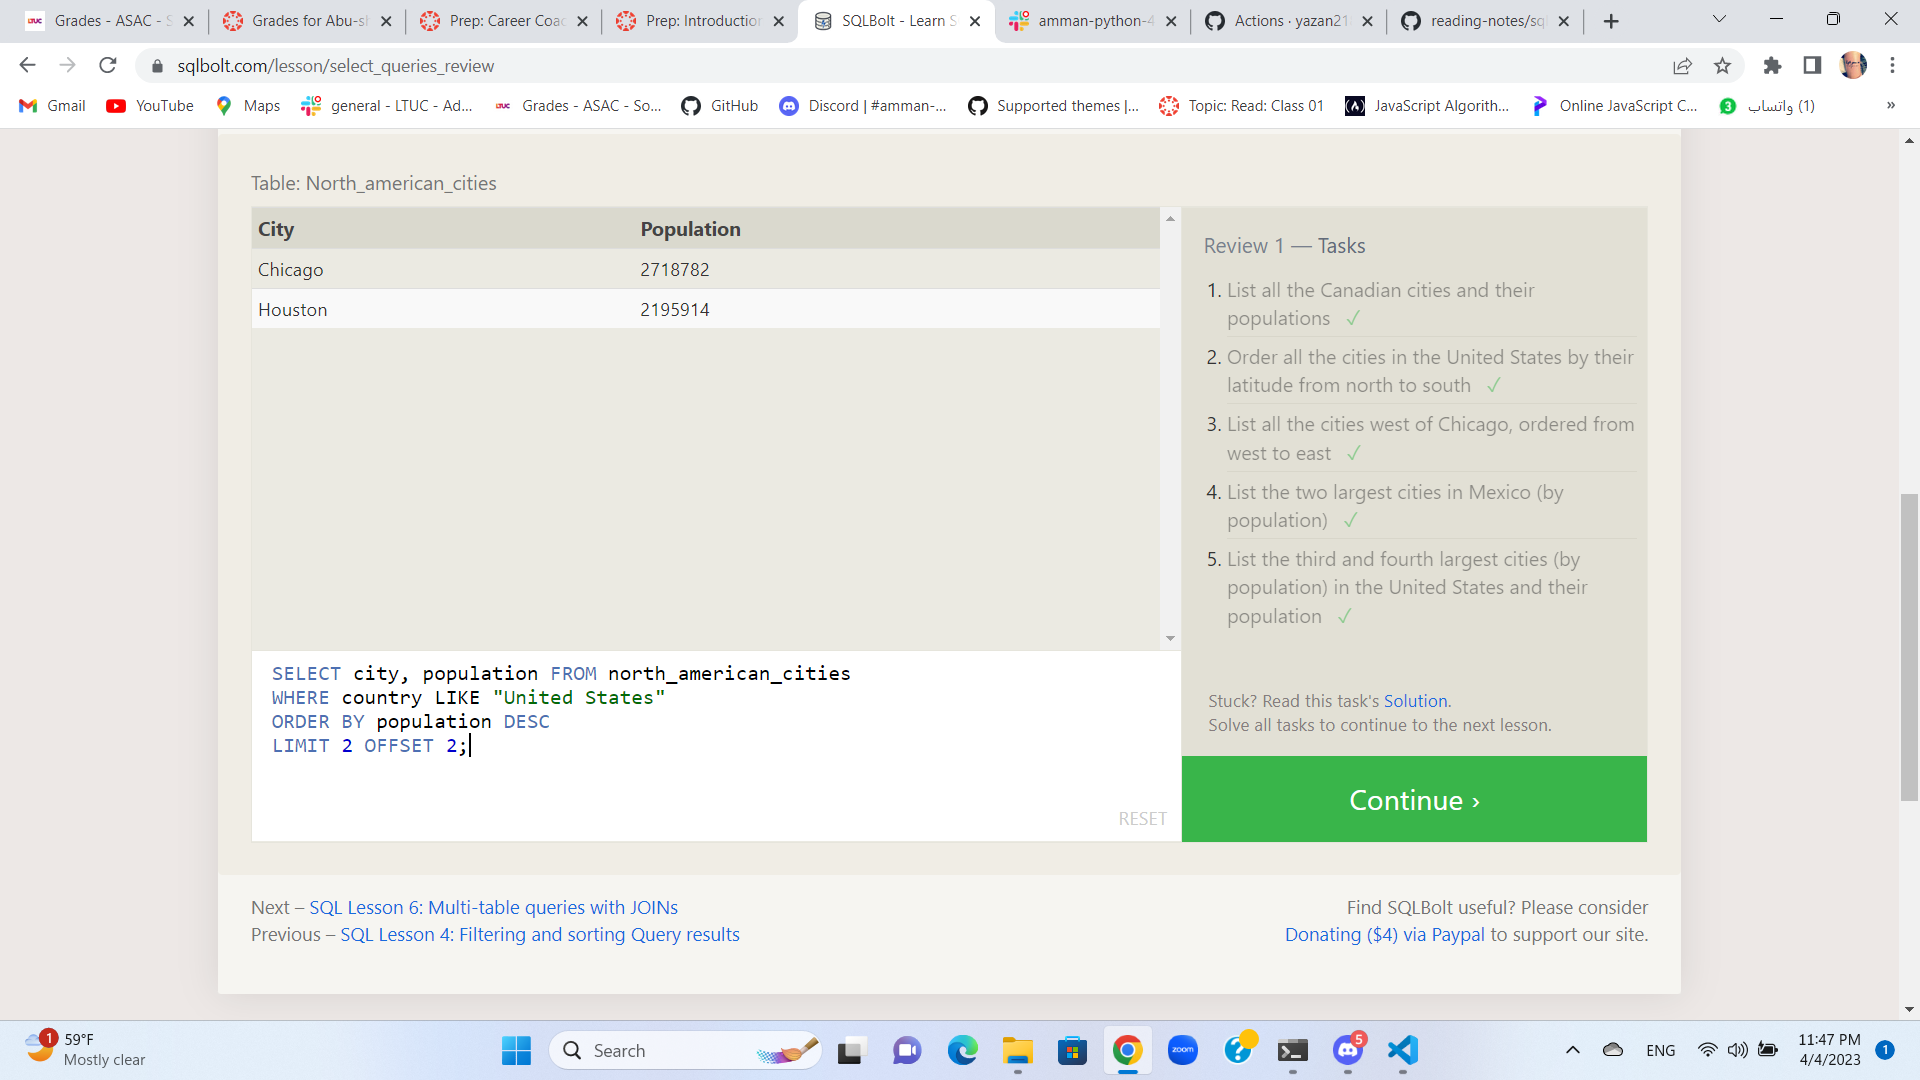 Grades - ASAC - S
Grades for Abu-sh
Prep: Career Coac
Prep: Introduction
SQLBolt - Learn S
amman-python-4
Actions · yazan21
reading-notes/sql
sqlbolt.com/lesson/select_queries_review
Gmail
YouTube
Maps
general - LTUC - Ad...
LTUC
Grades - ASAC - So...
GitHub
Discord | #amman-...
Supported themes |...
Topic: Read: Class 01
JavaScript Algorith...
Online JavaScript C...
3
(1) واتساب
»
Table: North_american_cities
City Population
Chicago 2718782
Houston 2195914
SELECT city, population FROM north_american_cities
WHERE country LIKE "United States"
ORDER BY population DESC
LIMIT 2 OFFSET 2;
RESET
Review 1 — Tasks
1. List all the Canadian cities and their
populations ✓
2. Order all the cities in the United States by their
latitude from north to south ✓
3. List all the cities west of Chicago, ordered from
west to east ✓
4. List the two largest cities in Mexico (by
population) ✓
5. List the third and fourth largest cities (by
population) in the United States and their
population ✓
Stuck? Read this task's Solution.
Solve all tasks to continue to the next lesson.
Continue ›
Next – SQL Lesson 6: Multi-table queries with JOINs
Previous – SQL Lesson 4: Filtering and sorting Query results
Find SQLBolt useful? Please consider
Donating ($4) via Paypal to support our site.
1
59°F
Mostly clear
Search
zoom
5
ENG
11:47 PM
4/4/2023
1